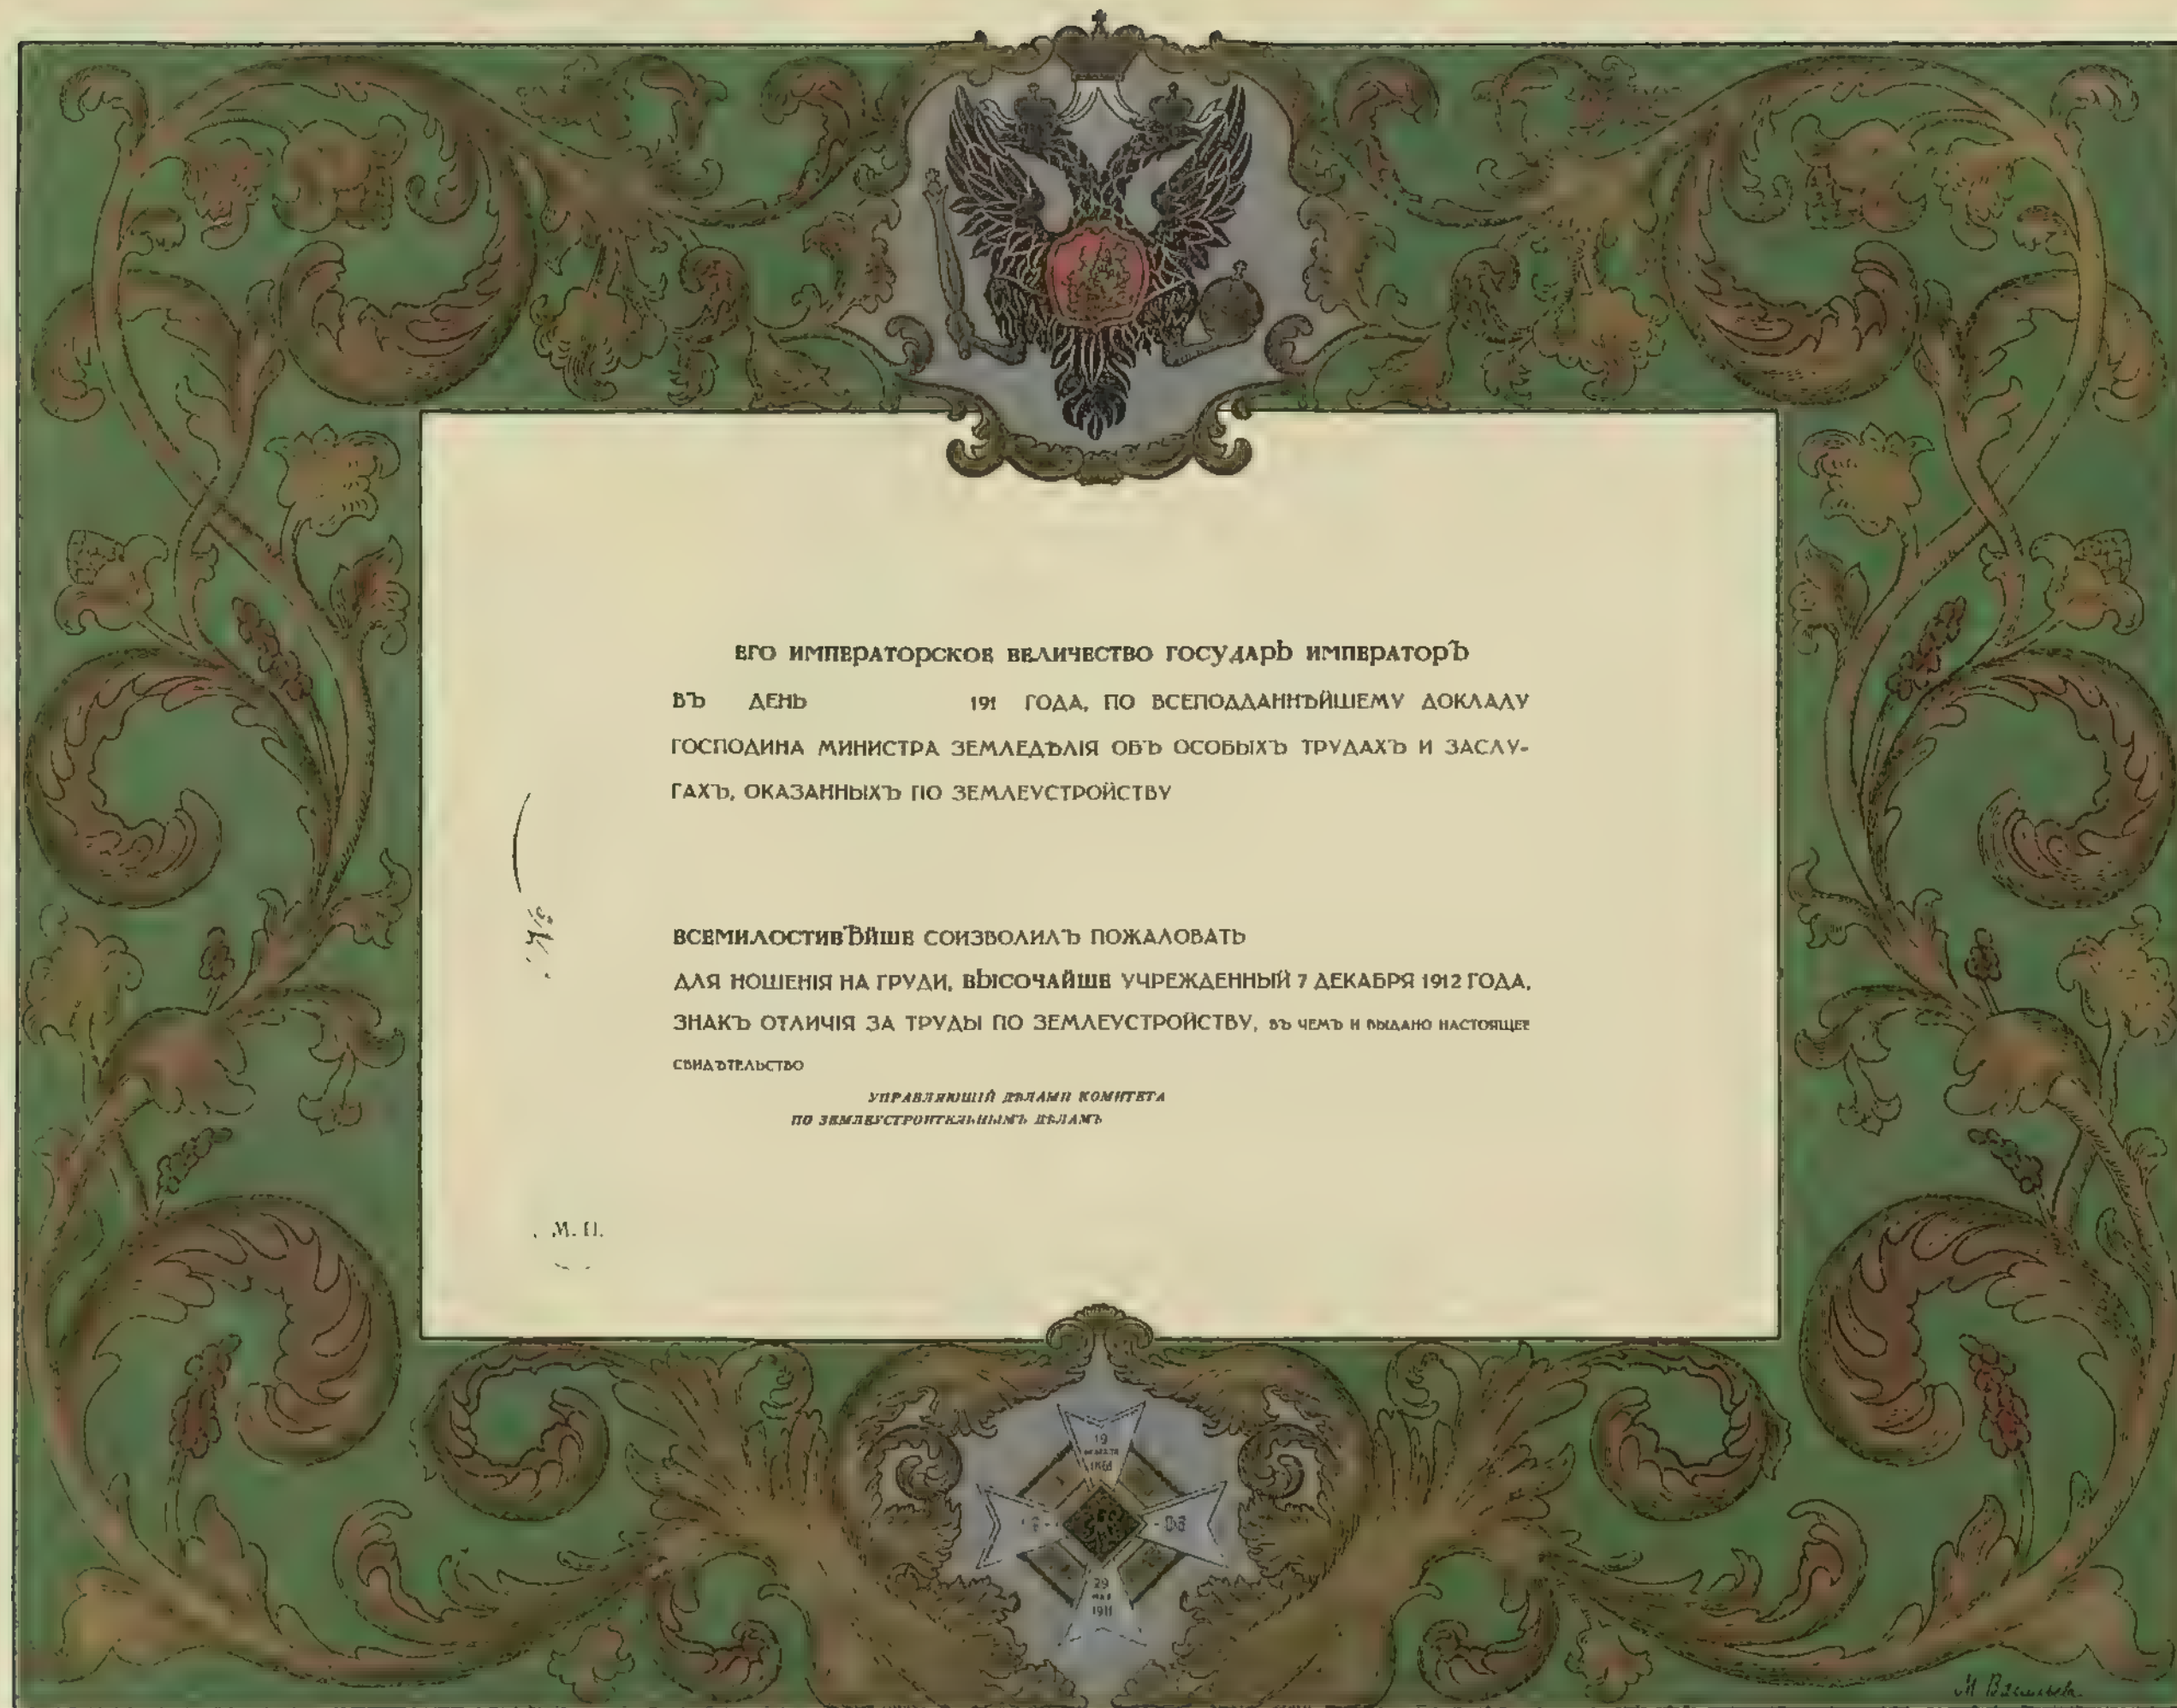 ЕГО ИМПЕРАТОРСКОЕ ВЕЛИЧЕСТВО ГОСУДАРЬ ИМПЕРАТОРЪ
ВЪ ДЕНЬ 191 ГОДА, ПО ВСЕПОДДАННѢЙШЕМУ ДОКЛАДУ
ГОСПОДИНА МИНИСТРА ЗЕМЛЕДѢЛІЯ ОБЪ ОСОБЫХЪ ТРУДАХЪ И ЗАСЛУ-
ГАХЪ, ОКАЗАННЫХЪ ПО ЗЕМЛЕУСТРОЙСТВУ
ВСЕМИЛОСТИВѢЙШЕ СОИЗВОЛИЛЪ ПОЖАЛОВАТЬ
ДЛЯ НОШЕНІЯ НА ГРУДИ, ВЫСОЧАЙШЕ УЧРЕЖДЕННЫЙ 7 ДЕКАБРЯ 1912 ГОДА,
ЗНАКЪ ОТЛИЧІЯ ЗА ТРУДЫ ПО ЗЕМЛЕУСТРОЙСТВУ, ВЪ ЧЕМЪ И ВЫДАНО НАСТОЯЩЕЕ
СВИДѢТЕЛЬСТВО
УПРАВЛЯЮЩІЙ ДѢЛАМИ КОМИТЕТА
ПО ЗЕМЛЕУСТРОИТЕЛЬНЫМЪ ДѢЛАМЪ
М. П.
19
06
29
МАЯ
1911